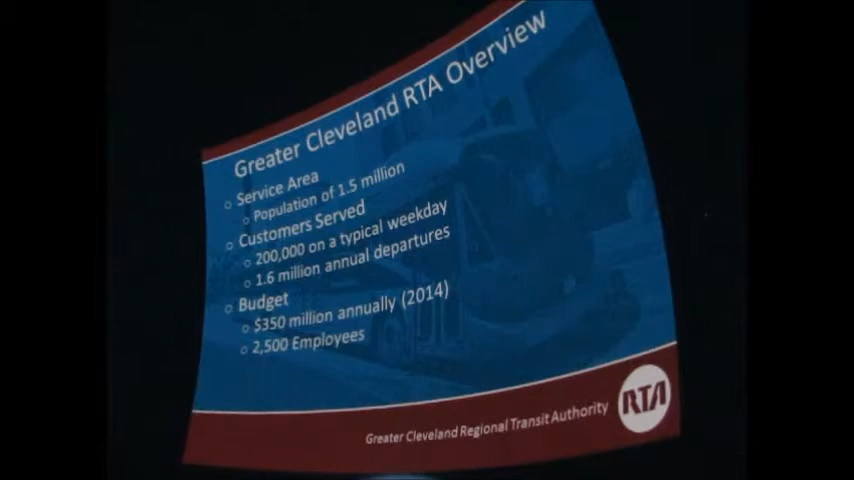 Greater Cleveland RTA Overview
Service Area
Population of 1.5 million
Customers Served
200,000 on a typical weekday
1.6 million annual departures
Budget
$350 million annually (2014)
2,500 Employees
Greater Cleveland Regional Transit Authority
RTA